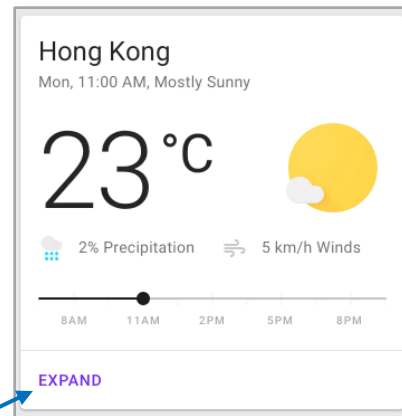 Hong Kong
Mon, 11:00 AM, Mostly Sunny
23°C
2% Precipitation 5 km/h Winds
8AM 11AM 2PM 5PM 8PM
EXPAND